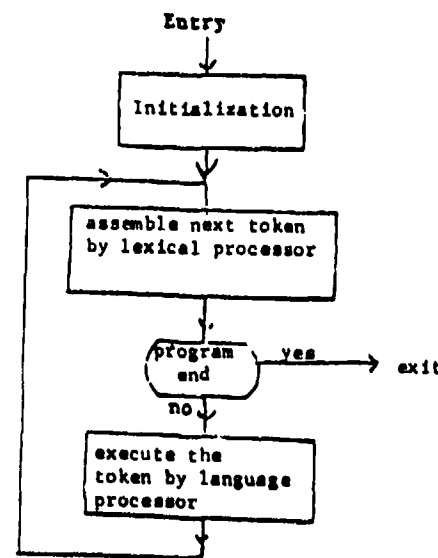 Entry
Initialization
assemble next token
by lexical processor
program
end
yes
exit
no
execute the
token by language
processor